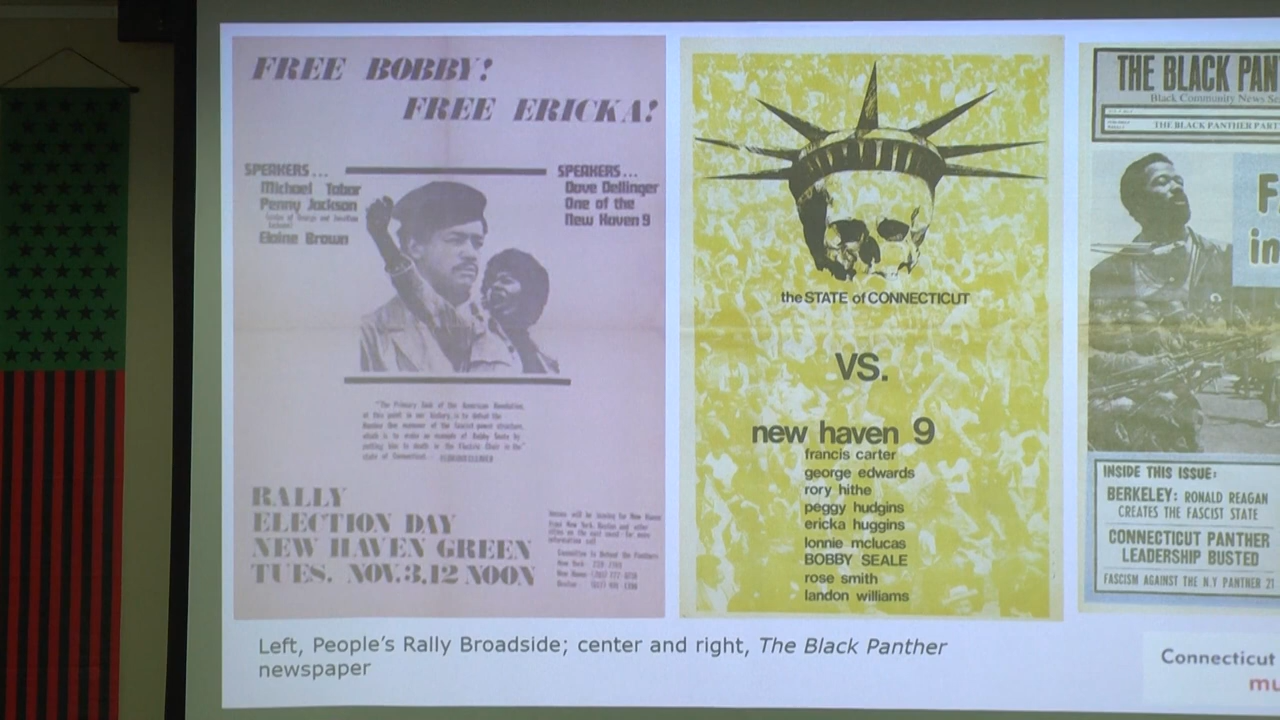 FREE BOBBY!
FREE ERICKA!
SPEAKERS...
Michael Tabor
Penny Jackson
Elaine Brown
SPEAKERS...
Dave Dellinger
One of the
New Haven 9
RALLY
ELECTION DAY
NEW HAVEN GREEN
TUES. NOV.3,12 NOON
the STATE of CONNECTICUT
VS.
new haven 9
francis carter
george edwards
rory hithe
peggy hudgins
ericka huggins
lonnie mclucas
BOBBY SEALE
rose smith
landon williams
THE BLACK PAN
Black Community News Se
THE BLACK PANTHER PART
F
in
INSIDE THIS ISSUE:
BERKELEY: RONALD REAGAN
CREATES THE FASCIST STATE
CONNECTICUT PANTHER
LEADERSHIP BUSTED
FASCISM AGAINST THE N.Y PANTHER 21
Left, People's Rally Broadside; center and right, The Black Panther
newspaper
Connecticut
mu